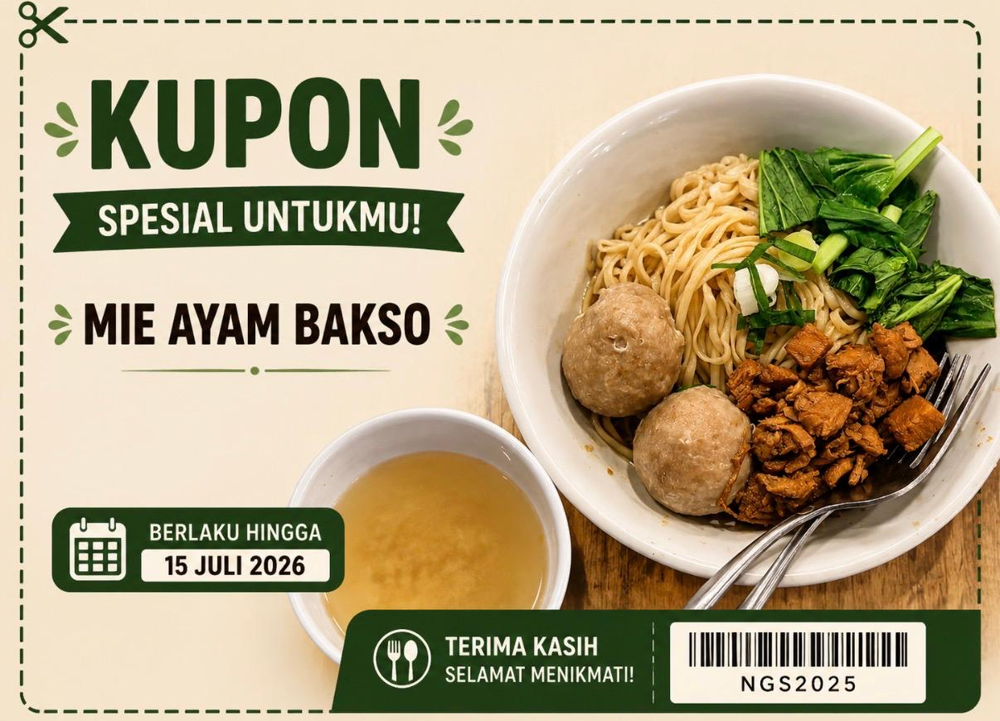 KUPON
SPESIAL UNTUKMU!
MIE AYAM BAKSO
BERLAKU HINGGA
15 JULI 2026
TERIMA KASIH
SELAMAT MENIKMATI!
NGS2025